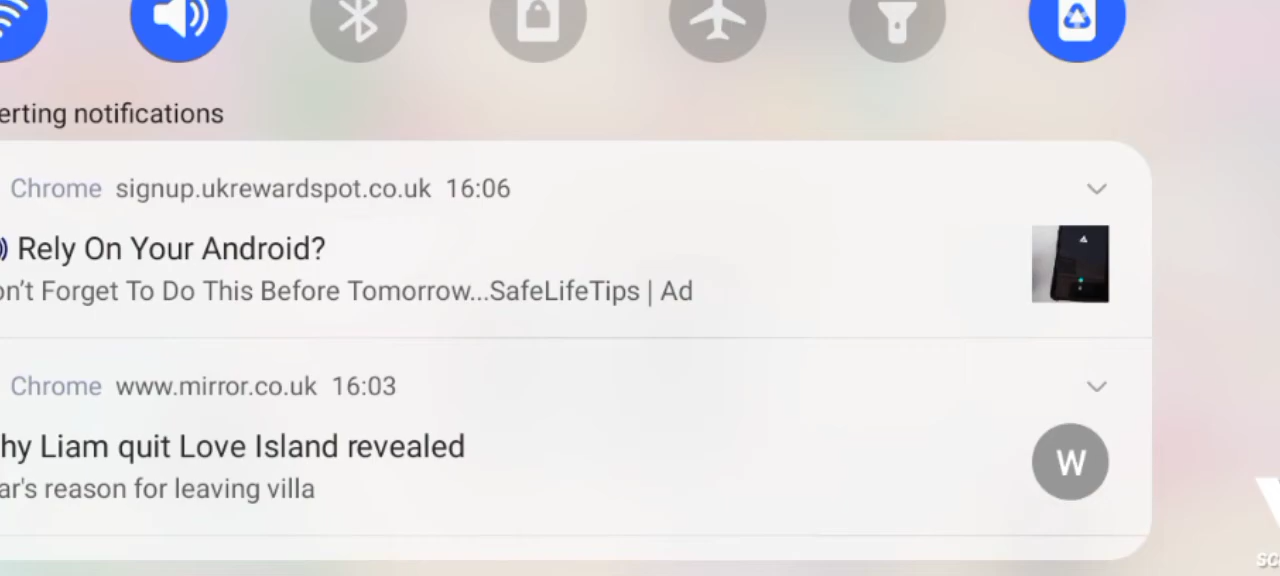 erting notifications
Chrome signup.ukrewardspot.co.uk 16:06
Rely On Your Android?
on't Forget To Do This Before Tomorrow...SafeLifeTips | Ad
Chrome www.mirror.co.uk 16:03
hy Liam quit Love Island revealed
W
ar's reason for leaving villa